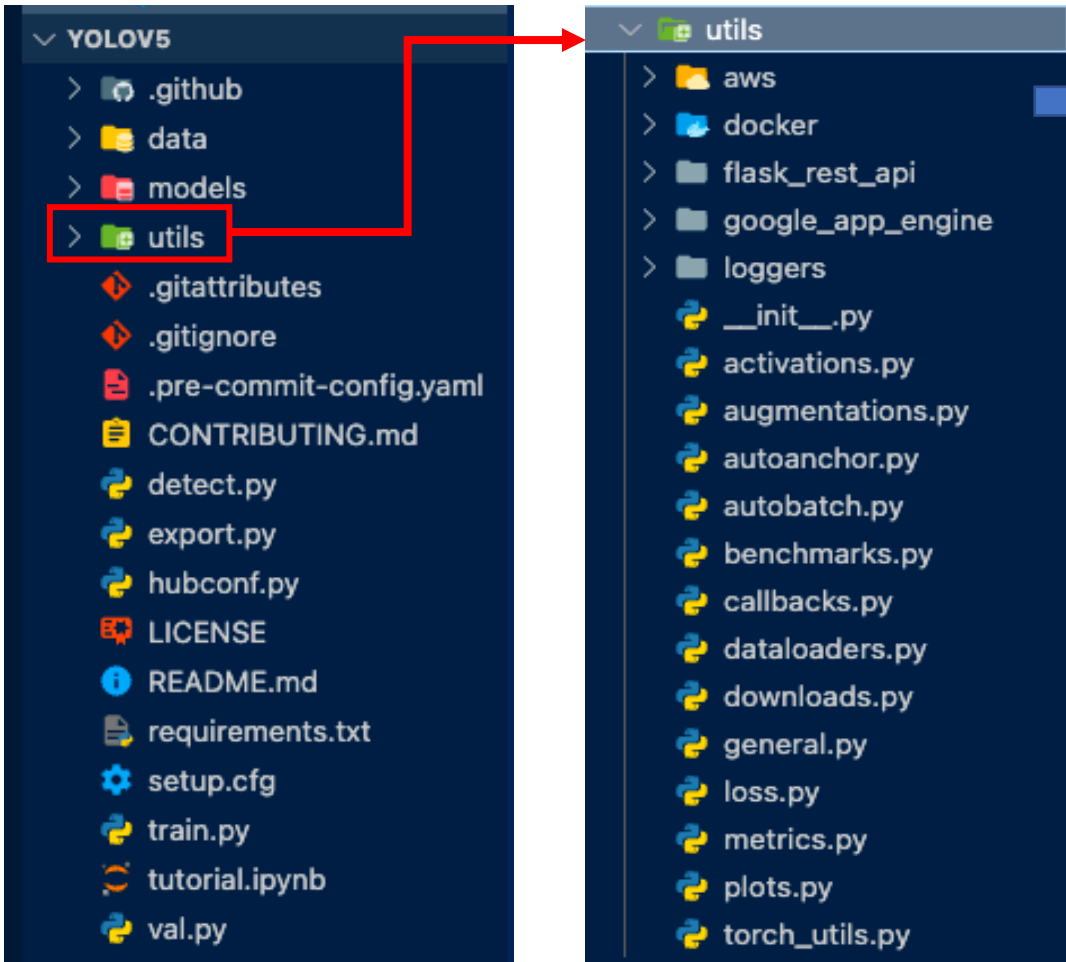 YOLOV5
.github
data
models
utils
.gitattributes
.gitignore
.pre-commit-config.yaml
CONTRIBUTING.md
detect.py
export.py
hubconf.py
LICENSE
README.md
requirements.txt
setup.cfg
train.py
tutorial.ipynb
val.py
utils
aws
docker
flask_rest_api
google_app_engine
loggers
__init__.py
activations.py
augmentations.py
autoanchor.py
autobatch.py
benchmarks.py
callbacks.py
dataloaders.py
downloads.py
general.py
loss.py
metrics.py
plots.py
torch_utils.py